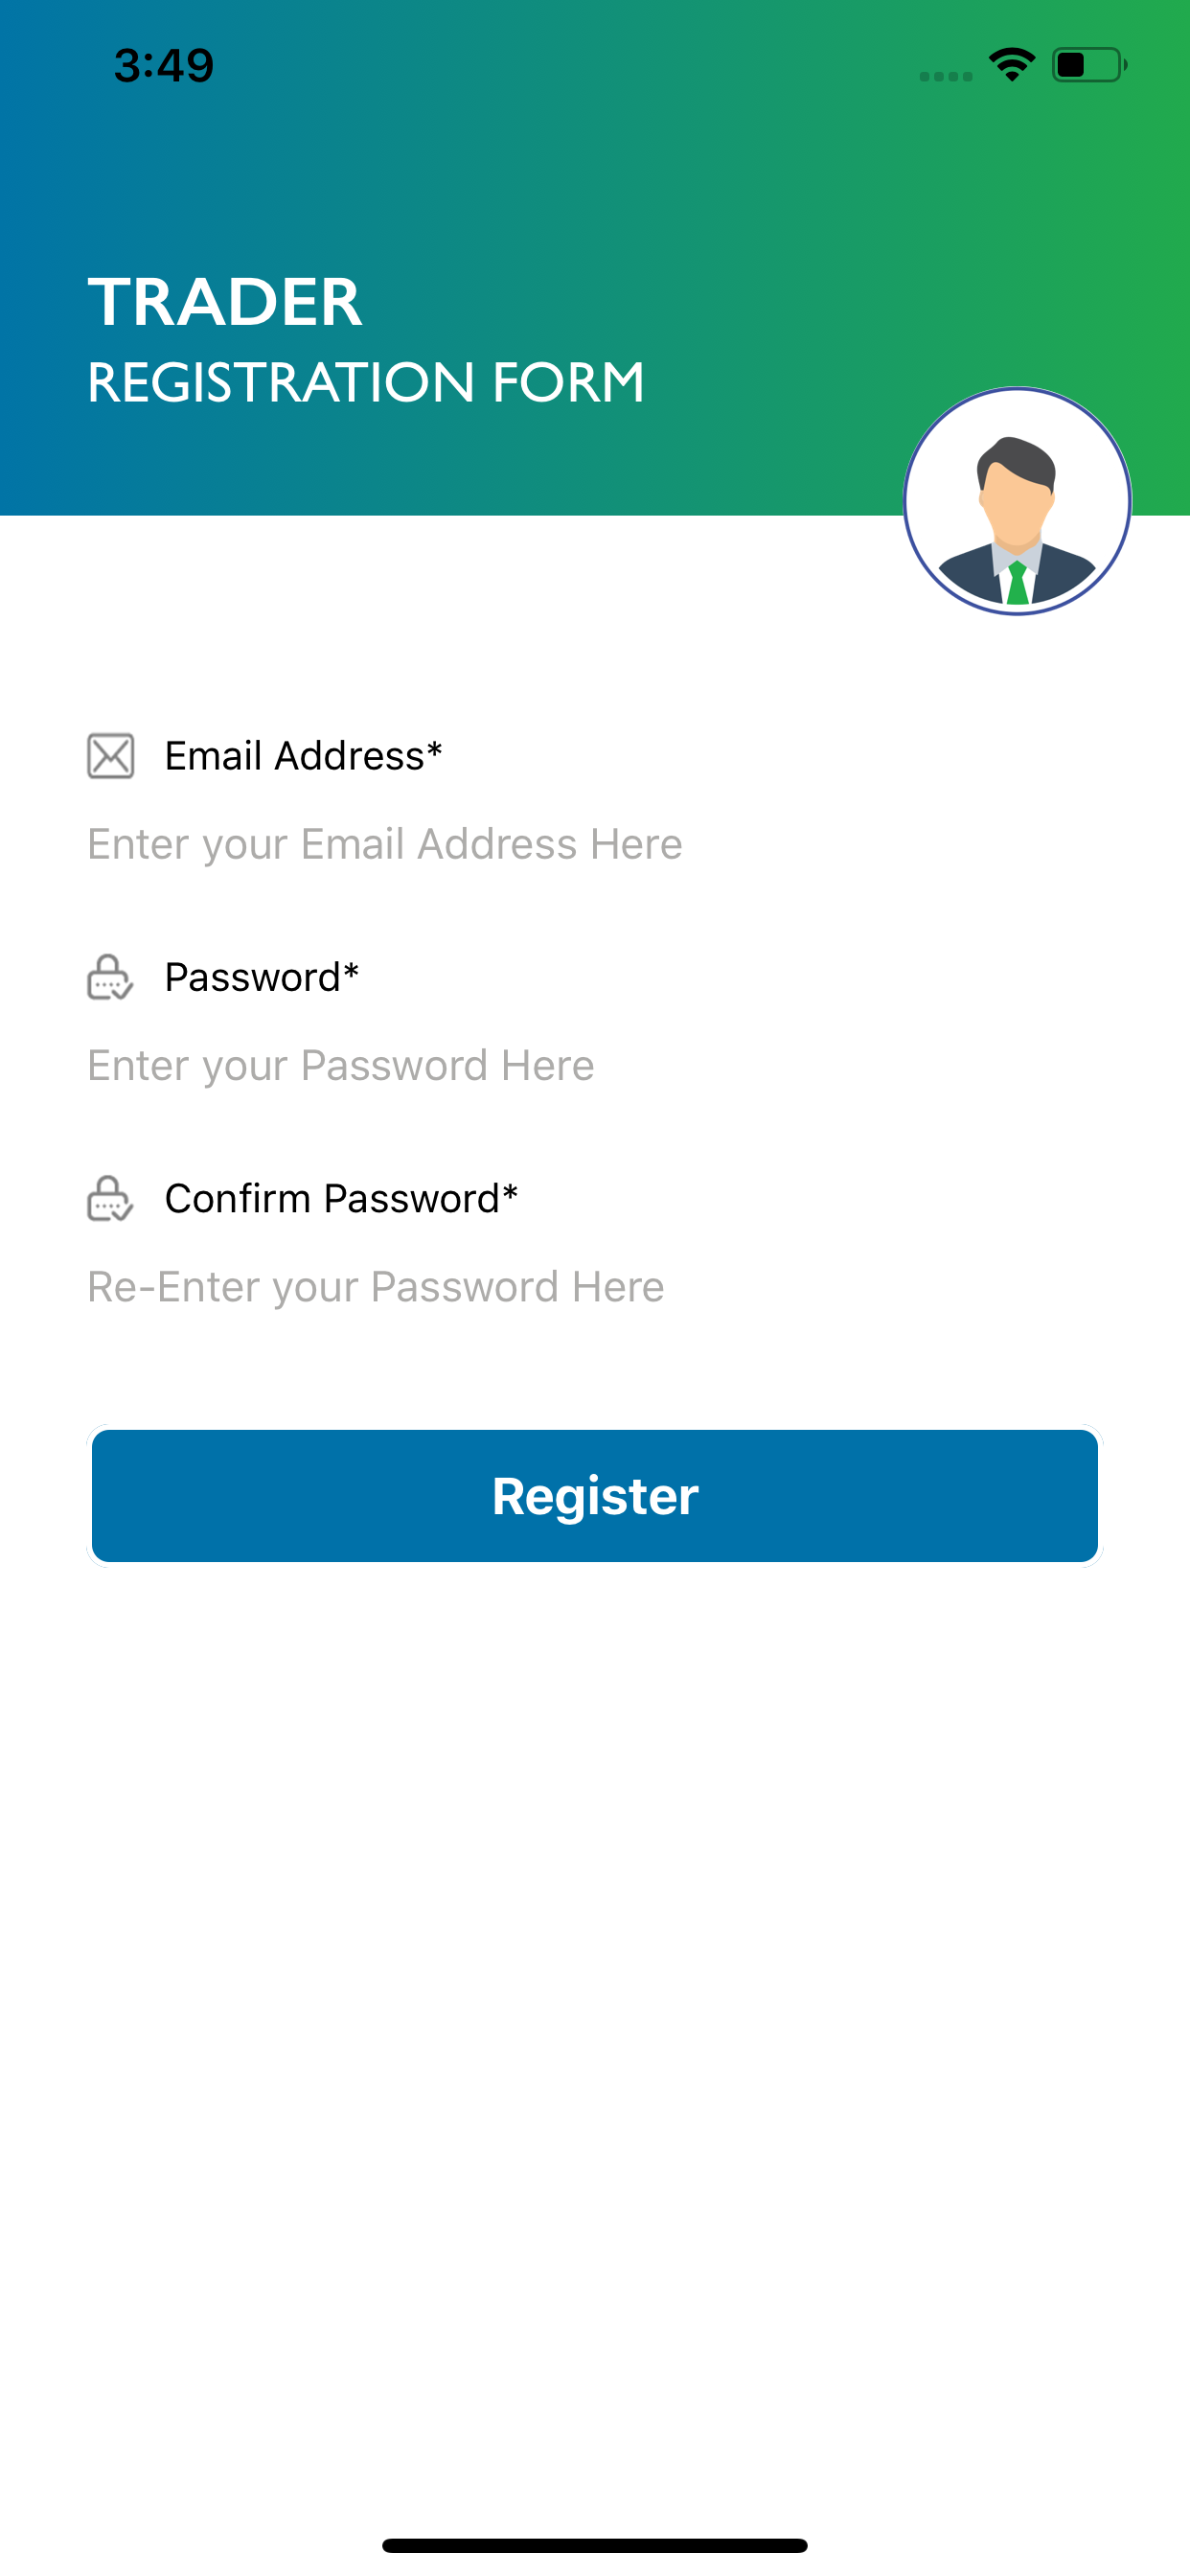 3:49
TRADER
REGISTRATION FORM
Email Address*
Enter your Email Address Here
Password*
Enter your Password Here
Confirm Password*
Re-Enter your Password Here
Register